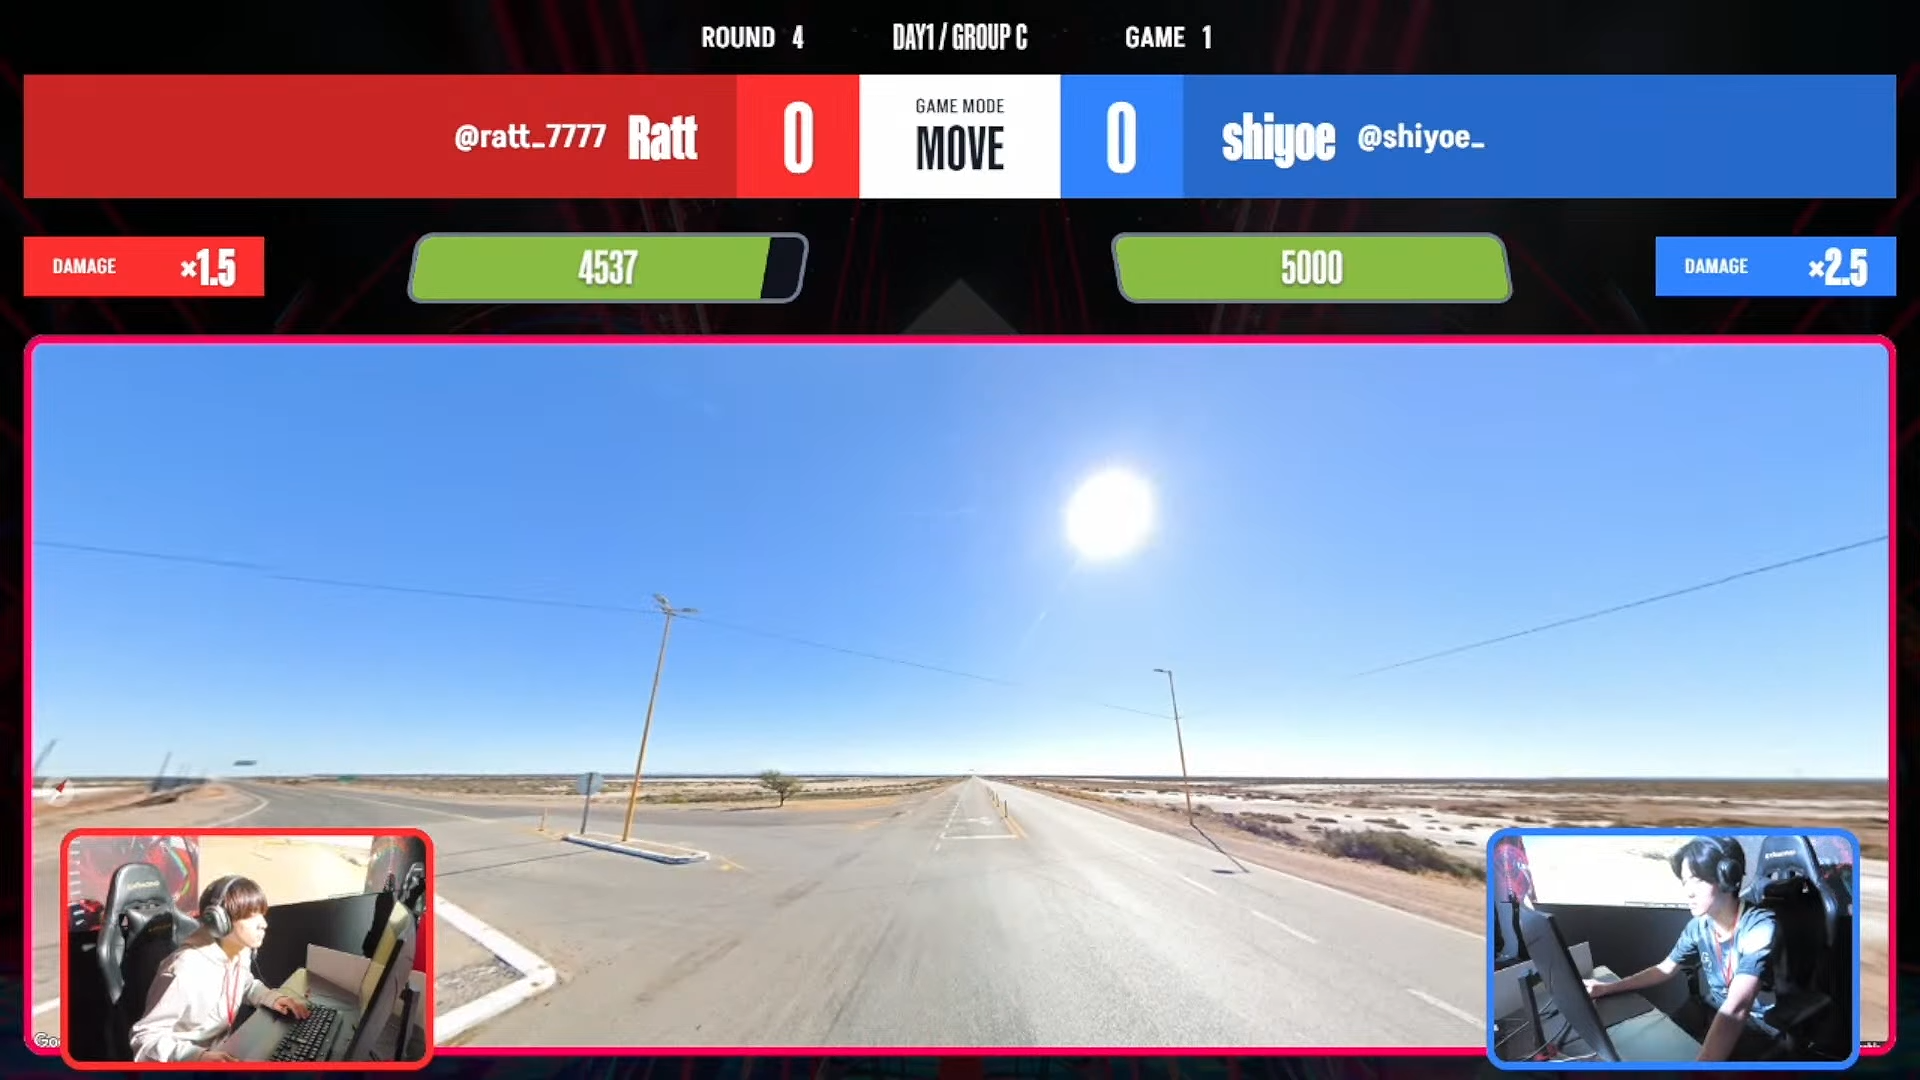 ROUND 4
DAY1 / GROUP C
GAME 1
@ratt_7777 Ratt 0
GAME MODE
MOVE
0 shiyoe @shiyoe_
DAMAGE ×1.5
4537
5000
DAMAGE ×2.5